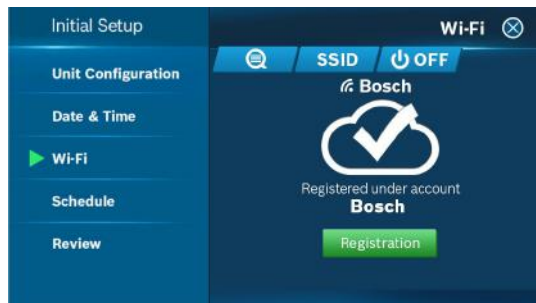 Initial Setup
Unit Configuration
Date & Time
Wi-Fi
Schedule
Review
Wi-Fi
SSID
OFF
Bosch
Registered under account
Bosch
Registration